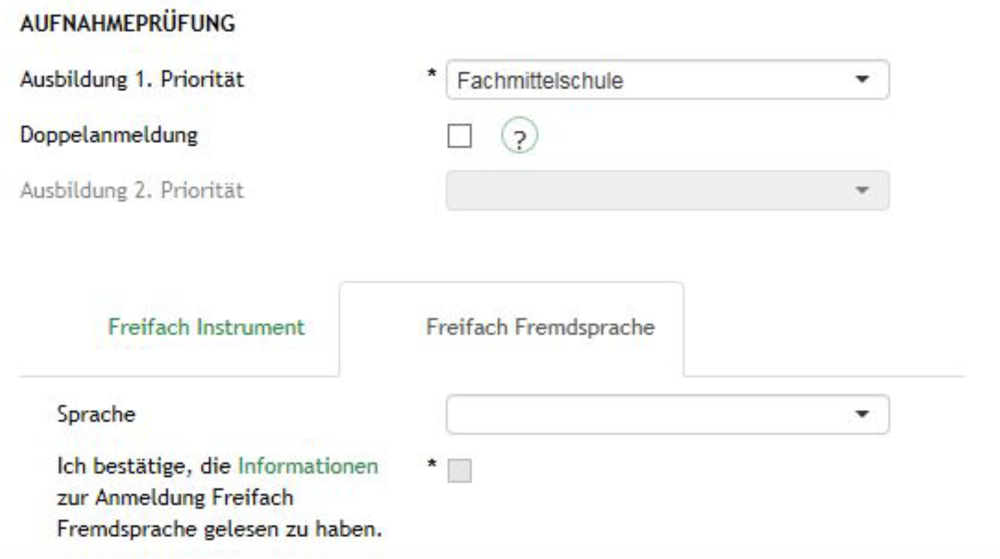 AUFNAHMEPRÜFUNG
Ausbildung 1. Priorität * Fachmittelschule
Doppelanmeldung ?
Ausbildung 2. Priorität
Freifach Instrument Freifach Fremdsprache
Sprache
Ich bestätige, die Informationen *
zur Anmeldung Freifach
Fremdsprache gelesen zu haben.